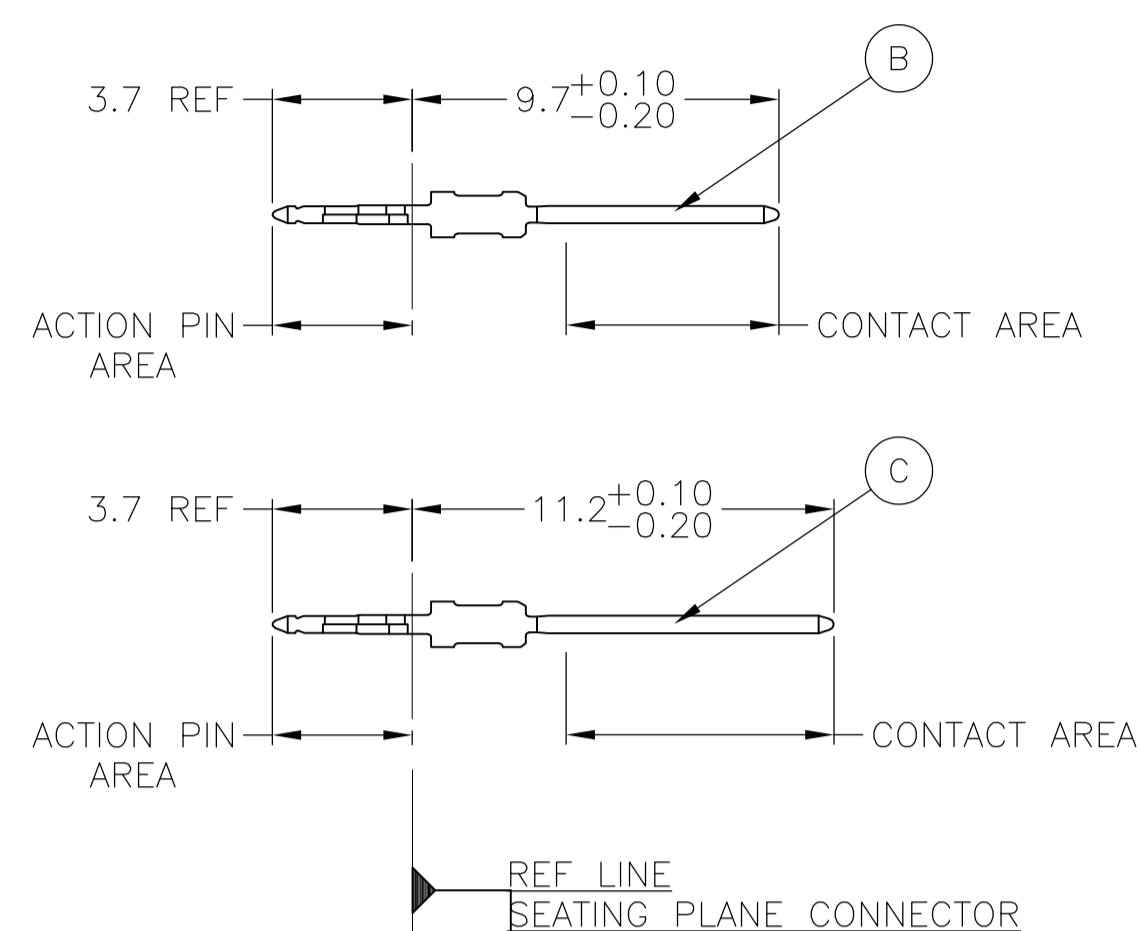 B
3.7 REF
9.7 +0.10 -0.20
ACTION PIN
AREA
CONTACT AREA
C
3.7 REF
11.2 +0.10 -0.20
ACTION PIN
AREA
CONTACT AREA
REF LINE
SEATING PLANE CONNECTOR